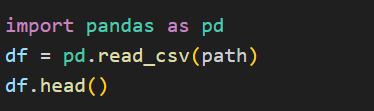 import pandas as pd
df = pd.read_csv(path)
df.head()